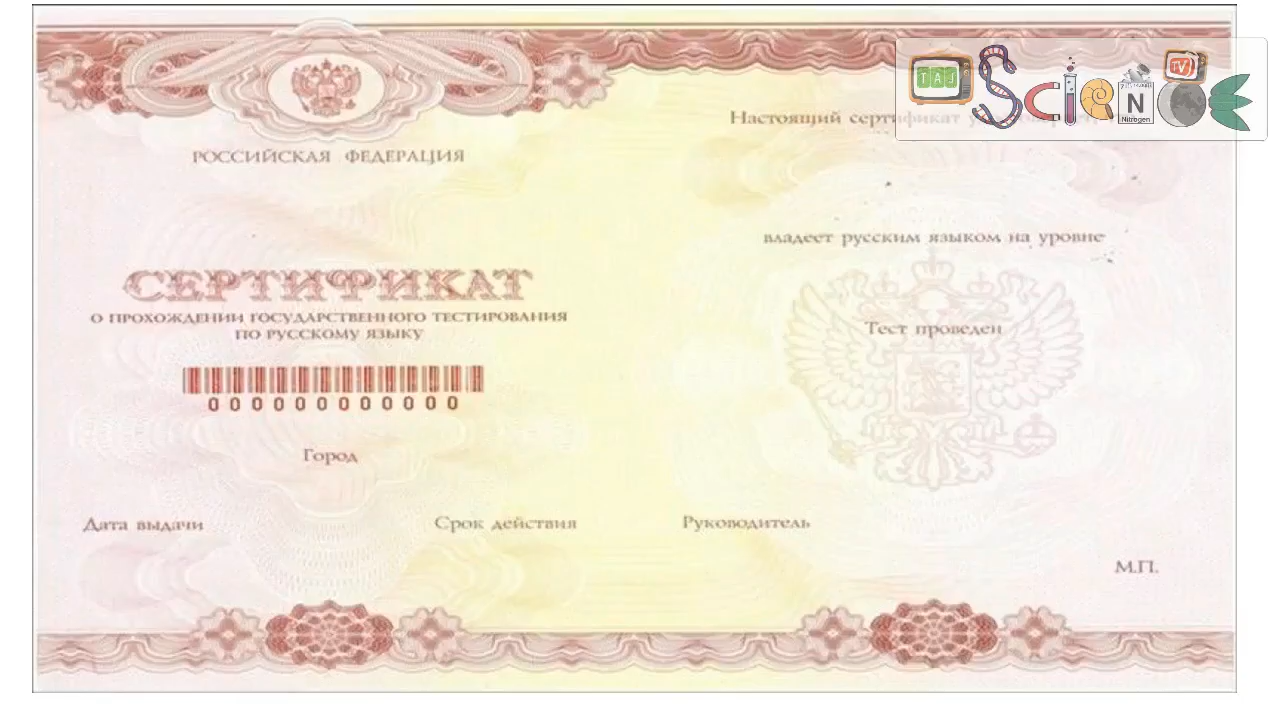 РОССИЙСКАЯ ФЕДЕРАЦИЯ
СЕРТИФИКАТ
О ПРОХОЖДЕНИИ ГОСУДАРСТВЕННОГО ТЕСТИРОВАНИЯ
ПО РУССКОМУ ЯЗЫКУ
000000000000
Город
Дата выдачи
Срок действия
Настоящий сертификат
владеет русским языком на уровне
Тест проведен
Руководитель
М.П.
TAJ
Science
N
Nitrogen
TV